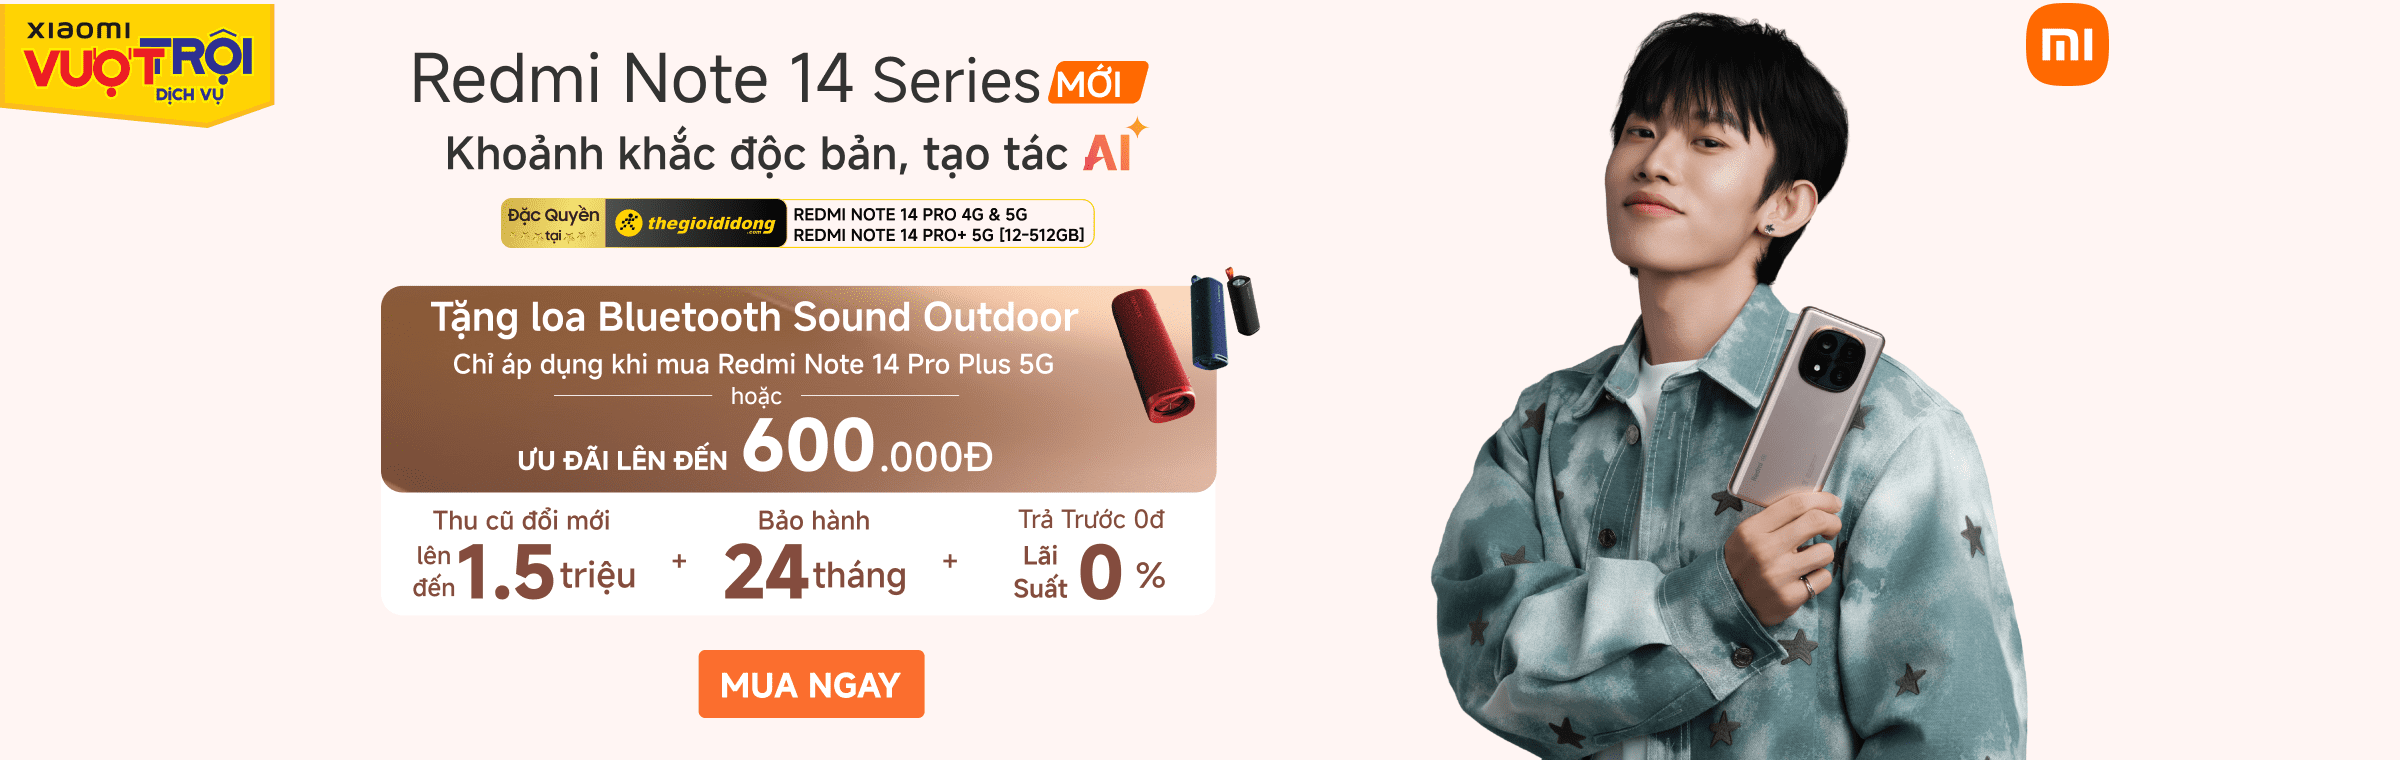 xiaomi
VƯỢT TRỘI
DỊCH VỤ
Redmi Note 14 Series MỚI
Khoảnh khắc độc bản, tạo tác AI
Đặc Quyền
tại
thegioididong
.com
REDMI NOTE 14 PRO 4G & 5G
REDMI NOTE 14 PRO+ 5G [12-512GB]
Tặng loa Bluetooth Sound Outdoor
Chỉ áp dụng khi mua Redmi Note 14 Pro Plus 5G
hoặc
ƯU ĐÃI LÊN ĐẾN 600.000Đ
Thu cũ đổi mới
lên đến 1.5 triệu
+
Bảo hành
24 tháng
+
Trả Trước 0đ
Lãi Suất 0 %
MUA NGAY
mi